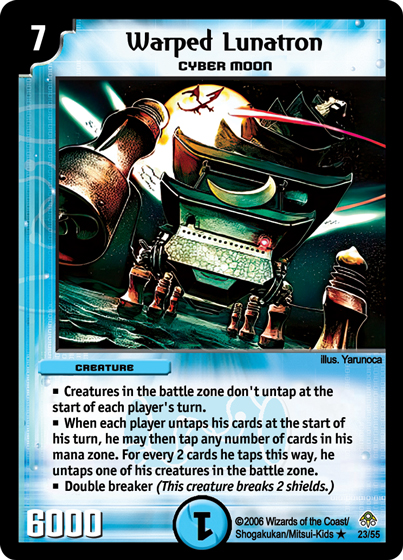 7
Warped Lunatron
CYBER MOON
illus. Yarunoca
CREATURE
▪ Creatures in the battle zone don't untap at the
start of each player's turn.
▪ When each player untaps his cards at the start of
his turn, he may then tap any number of cards in his
mana zone. For every 2 cards he taps this way, he
untaps one of his creatures in the battle zone.
▪ Double breaker (This creature breaks 2 shields.)
6000
1
©2006 Wizards of the Coast/
Shogakukan/Mitsui-Kids ★ 23/55